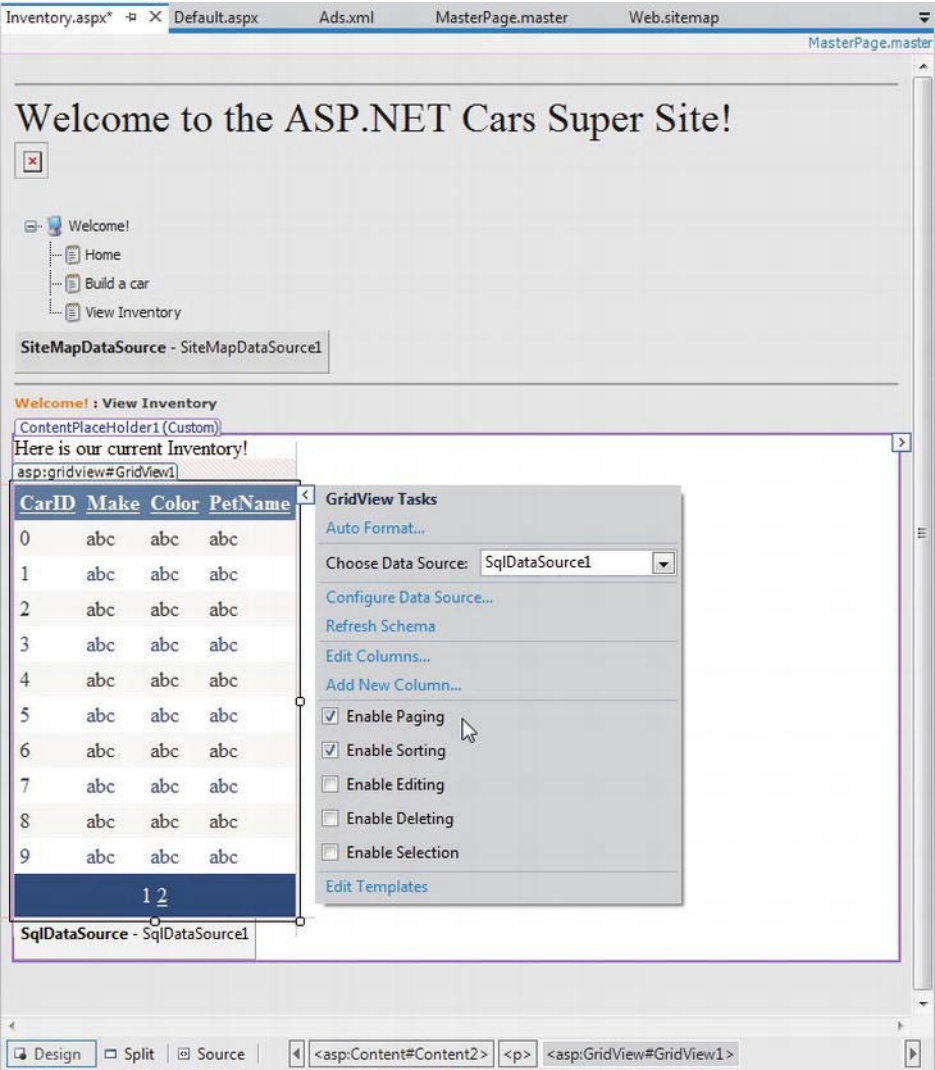 Inventory.aspx* Default.aspx Ads.xml MasterPage.master Web.sitemap
MasterPage.master
Welcome to the ASP.NET Cars Super Site!
Welcome!
Home
Build a car
View Inventory
SiteMapDataSource - SiteMapDataSource1
Welcome! : View Inventory
ContentPlaceHolder1 (Custom)
Here is our current Inventory!
asp:gridview#GridView1
CarID Make Color PetName
0 abc abc abc
1 abc abc abc
2 abc abc abc
3 abc abc abc
4 abc abc abc
5 abc abc abc
6 abc abc abc
7 abc abc abc
8 abc abc abc
9 abc abc abc
1 2
SqlDataSource - SqlDataSource1
GridView Tasks
Auto Format...
Choose Data Source: SqlDataSource1
Configure Data Source...
Refresh Schema
Edit Columns...
Add New Column...
Enable Paging
Enable Sorting
Enable Editing
Enable Deleting
Enable Selection
Edit Templates
Design Split Source <asp:Content#Content2> <p> <asp:GridView#GridView1>